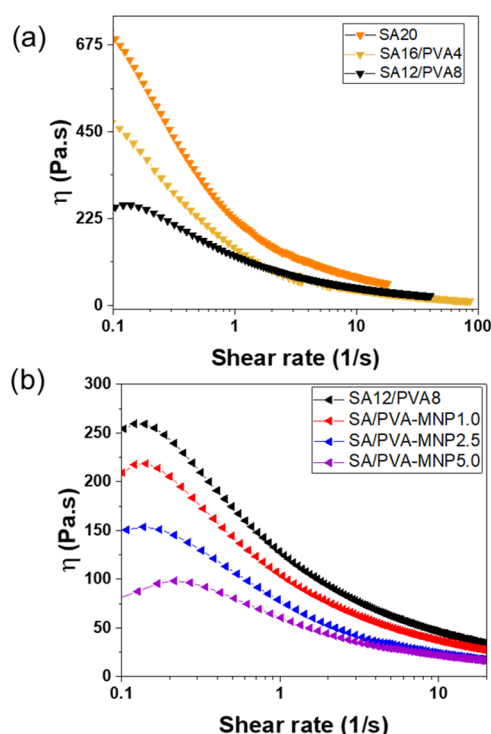 (a)
SA20
SA16/PVA4
SA12/PVA8
η (Pa.s)
675
450
225
0
0.1 1 10 100
Shear rate (1/s)
(b)
SA12/PVA8
SA/PVA-MNP1.0
SA/PVA-MNP2.5
SA/PVA-MNP5.0
η (Pa.s)
300
250
200
150
100
50
0
0.1 1 10
Shear rate (1/s)